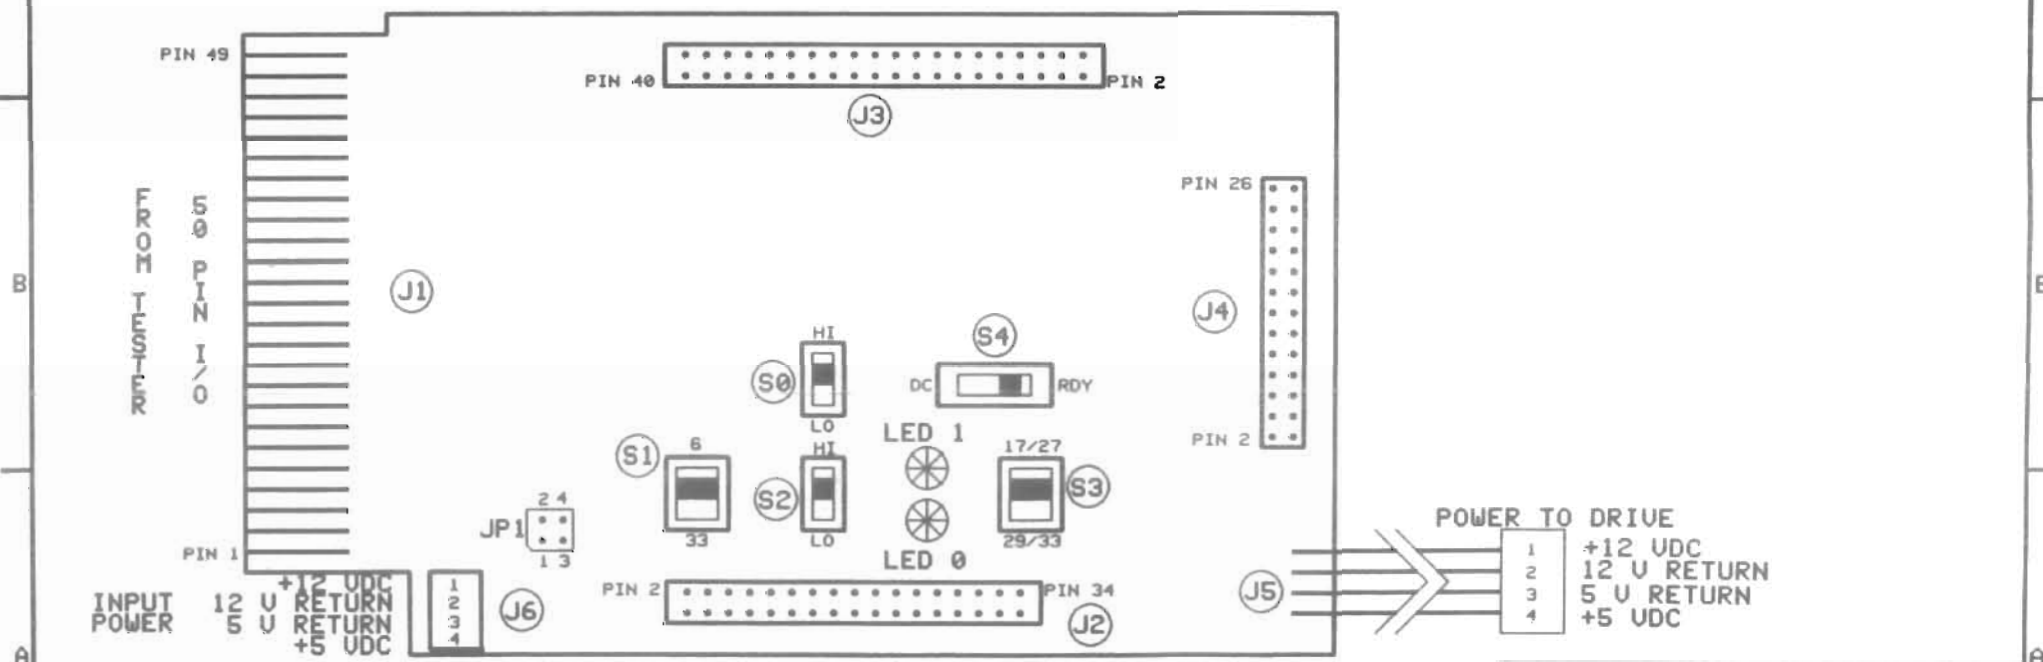 PIN 49
PIN 40
PIN 2
J3
PIN 26
FROM TESTER
50 PIN I/O
B
J1
J4
HI
S4
S0
DC
RDY
LO
LED 1
PIN 2
6
HI
17/27
S1
S2
S3
2 4
JP1
33
LO
29/33
1 3
LED 0
POWER TO DRIVE
PIN 1
1 +12 VDC
2 12 V RETURN
3 5 V RETURN
4 +5 VDC
+12 VDC 1
INPUT POWER
12 V RETURN 2
5 V RETURN 3
+5 VDC 4
J6
PIN 2
PIN 34
J2
J5
A